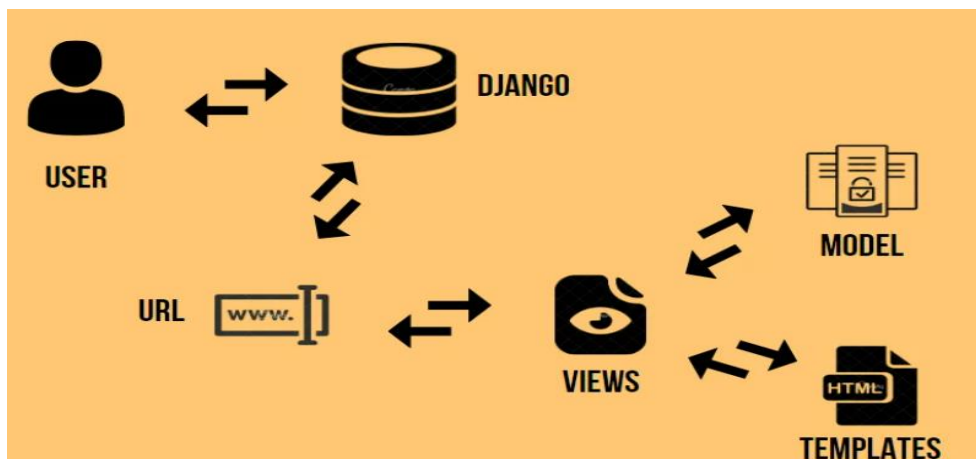 DJANGO
USER
MODEL
URL
www.
VIEWS
HTML
TEMPLATES